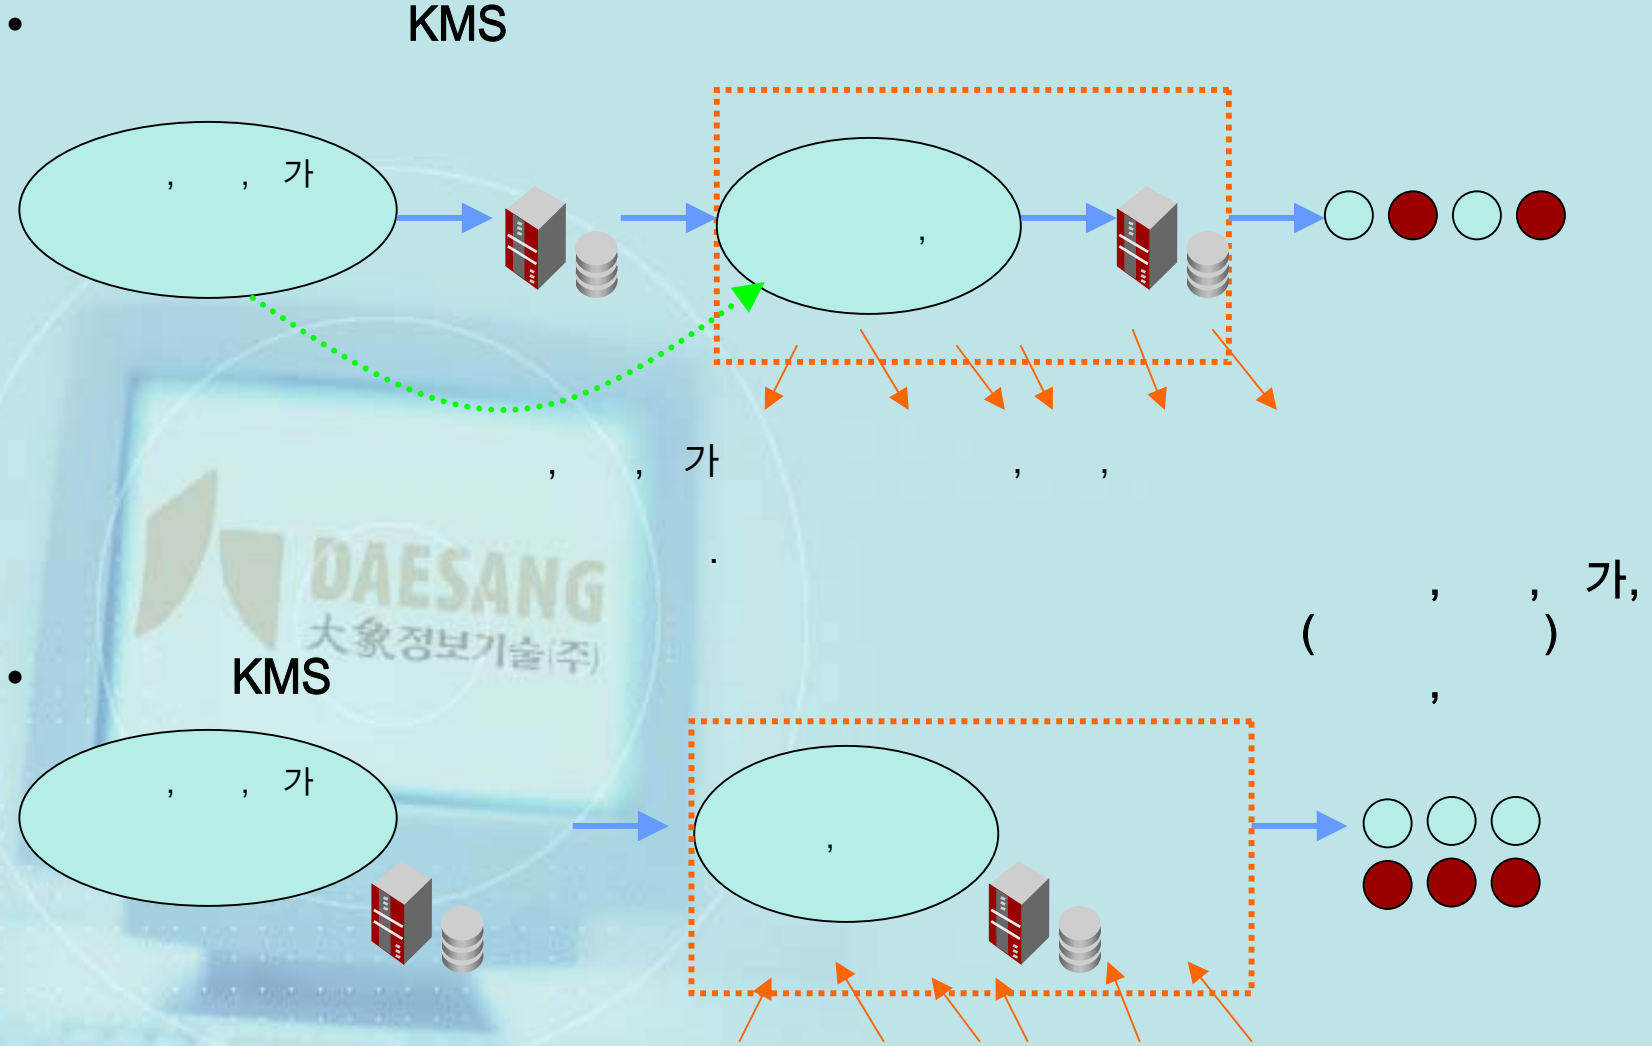 • KMS
, , 가
,
, , 가 , ,
.
DAESANG
大象정보기술(주)
, , 가,
( )
,
• KMS
, , 가
,